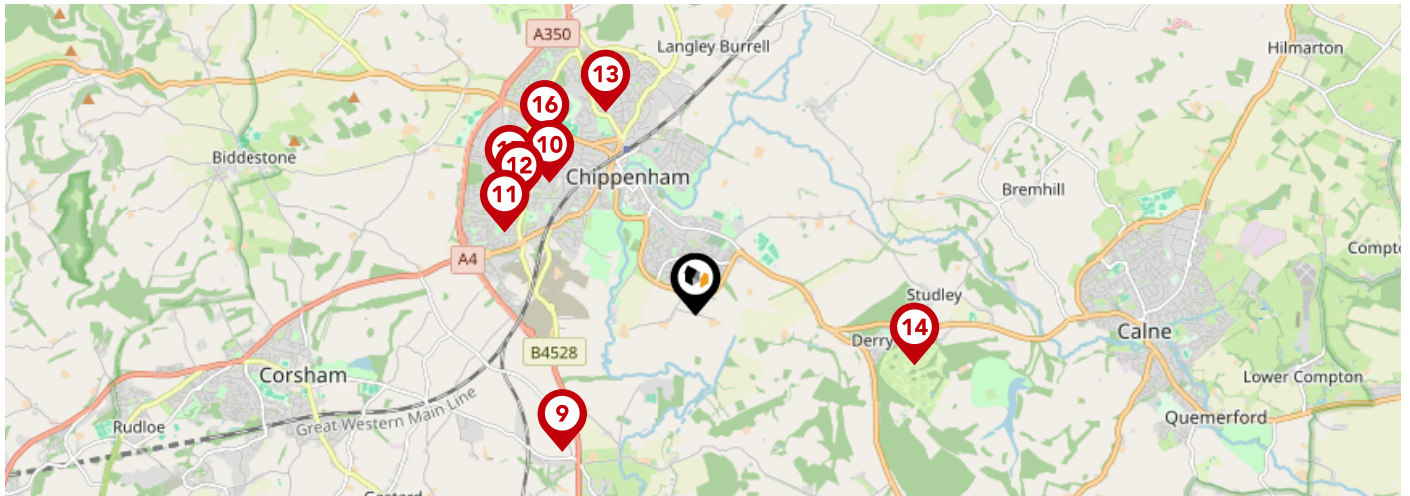 A350
Langley Burrell
Hilmarton
13
16
10
Biddestone
12
Chippenham
11
Bremhill
A4
Studley
14
Derry
Calne
B4528
Corsham
Lower Compton
9
Great Western Main Line
Quemerford
Rudloe